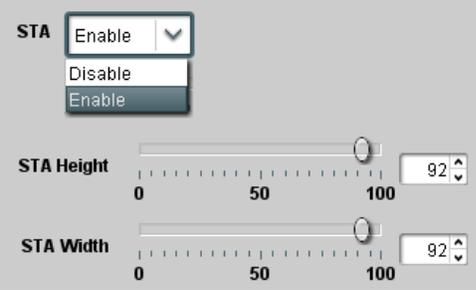 STA Enable
Disable
Enable
STA Height 92
0 50 100
STA Width 92
0 50 100